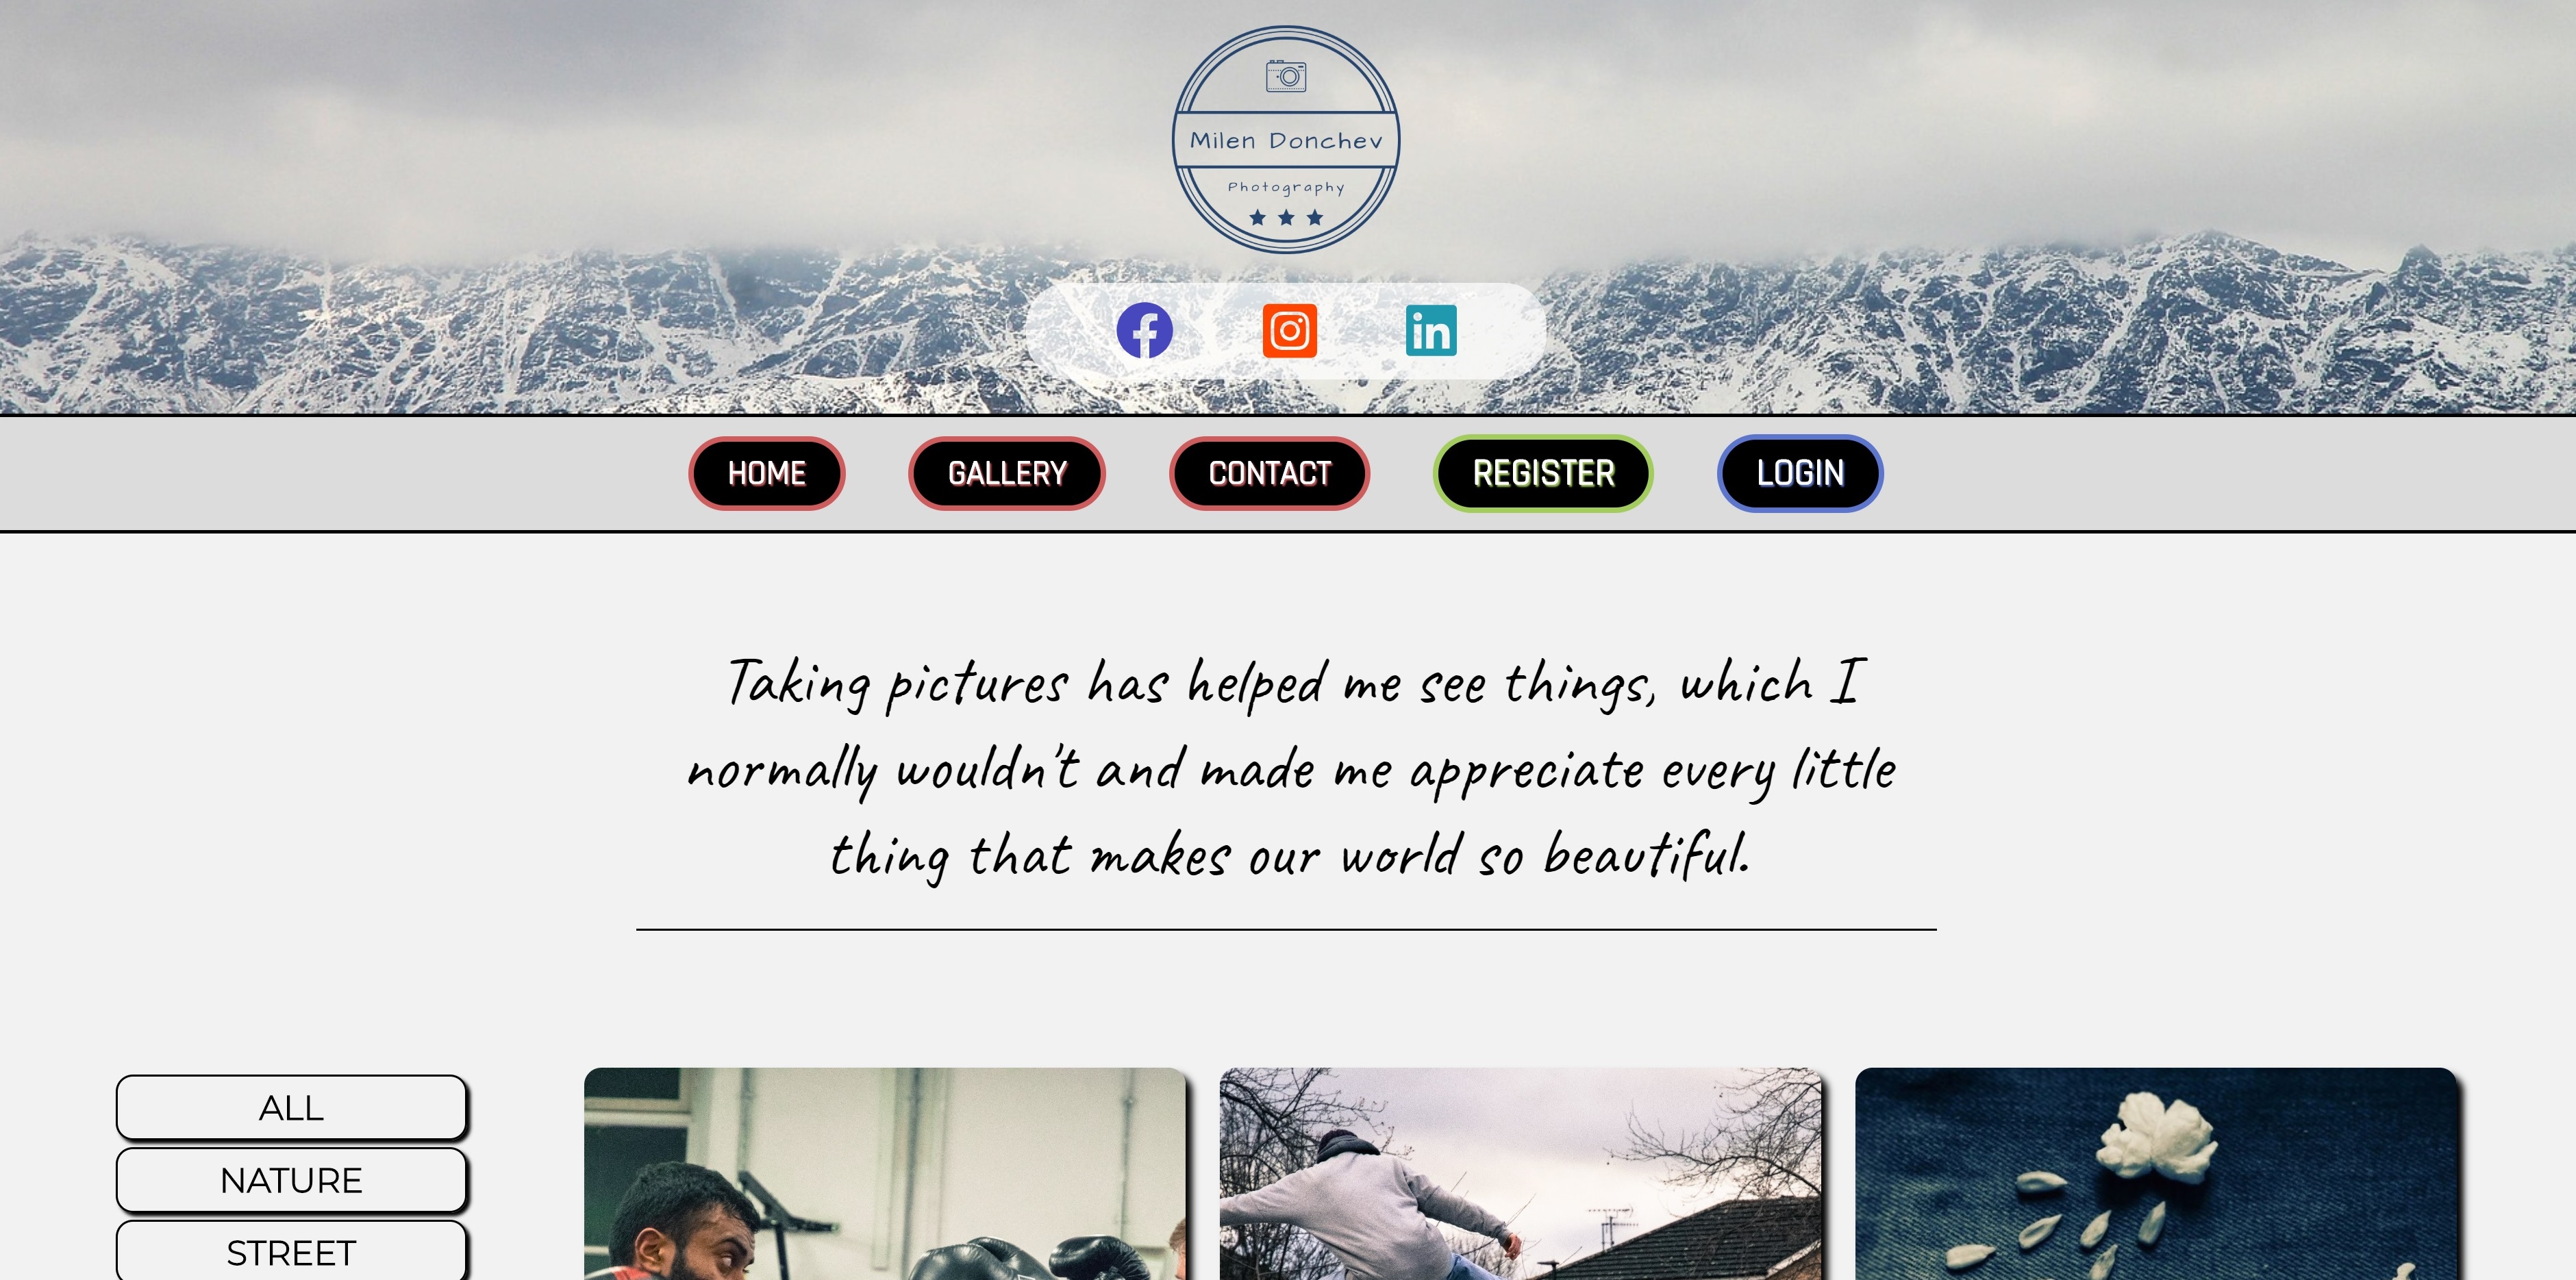 Milen Donchev
Photography
HOME GALLERY CONTACT REGISTER LOGIN
Taking pictures has helped me see things, which I
normally wouldn't and made me appreciate every little
thing that makes our world so beautiful.
ALL
NATURE
STREET